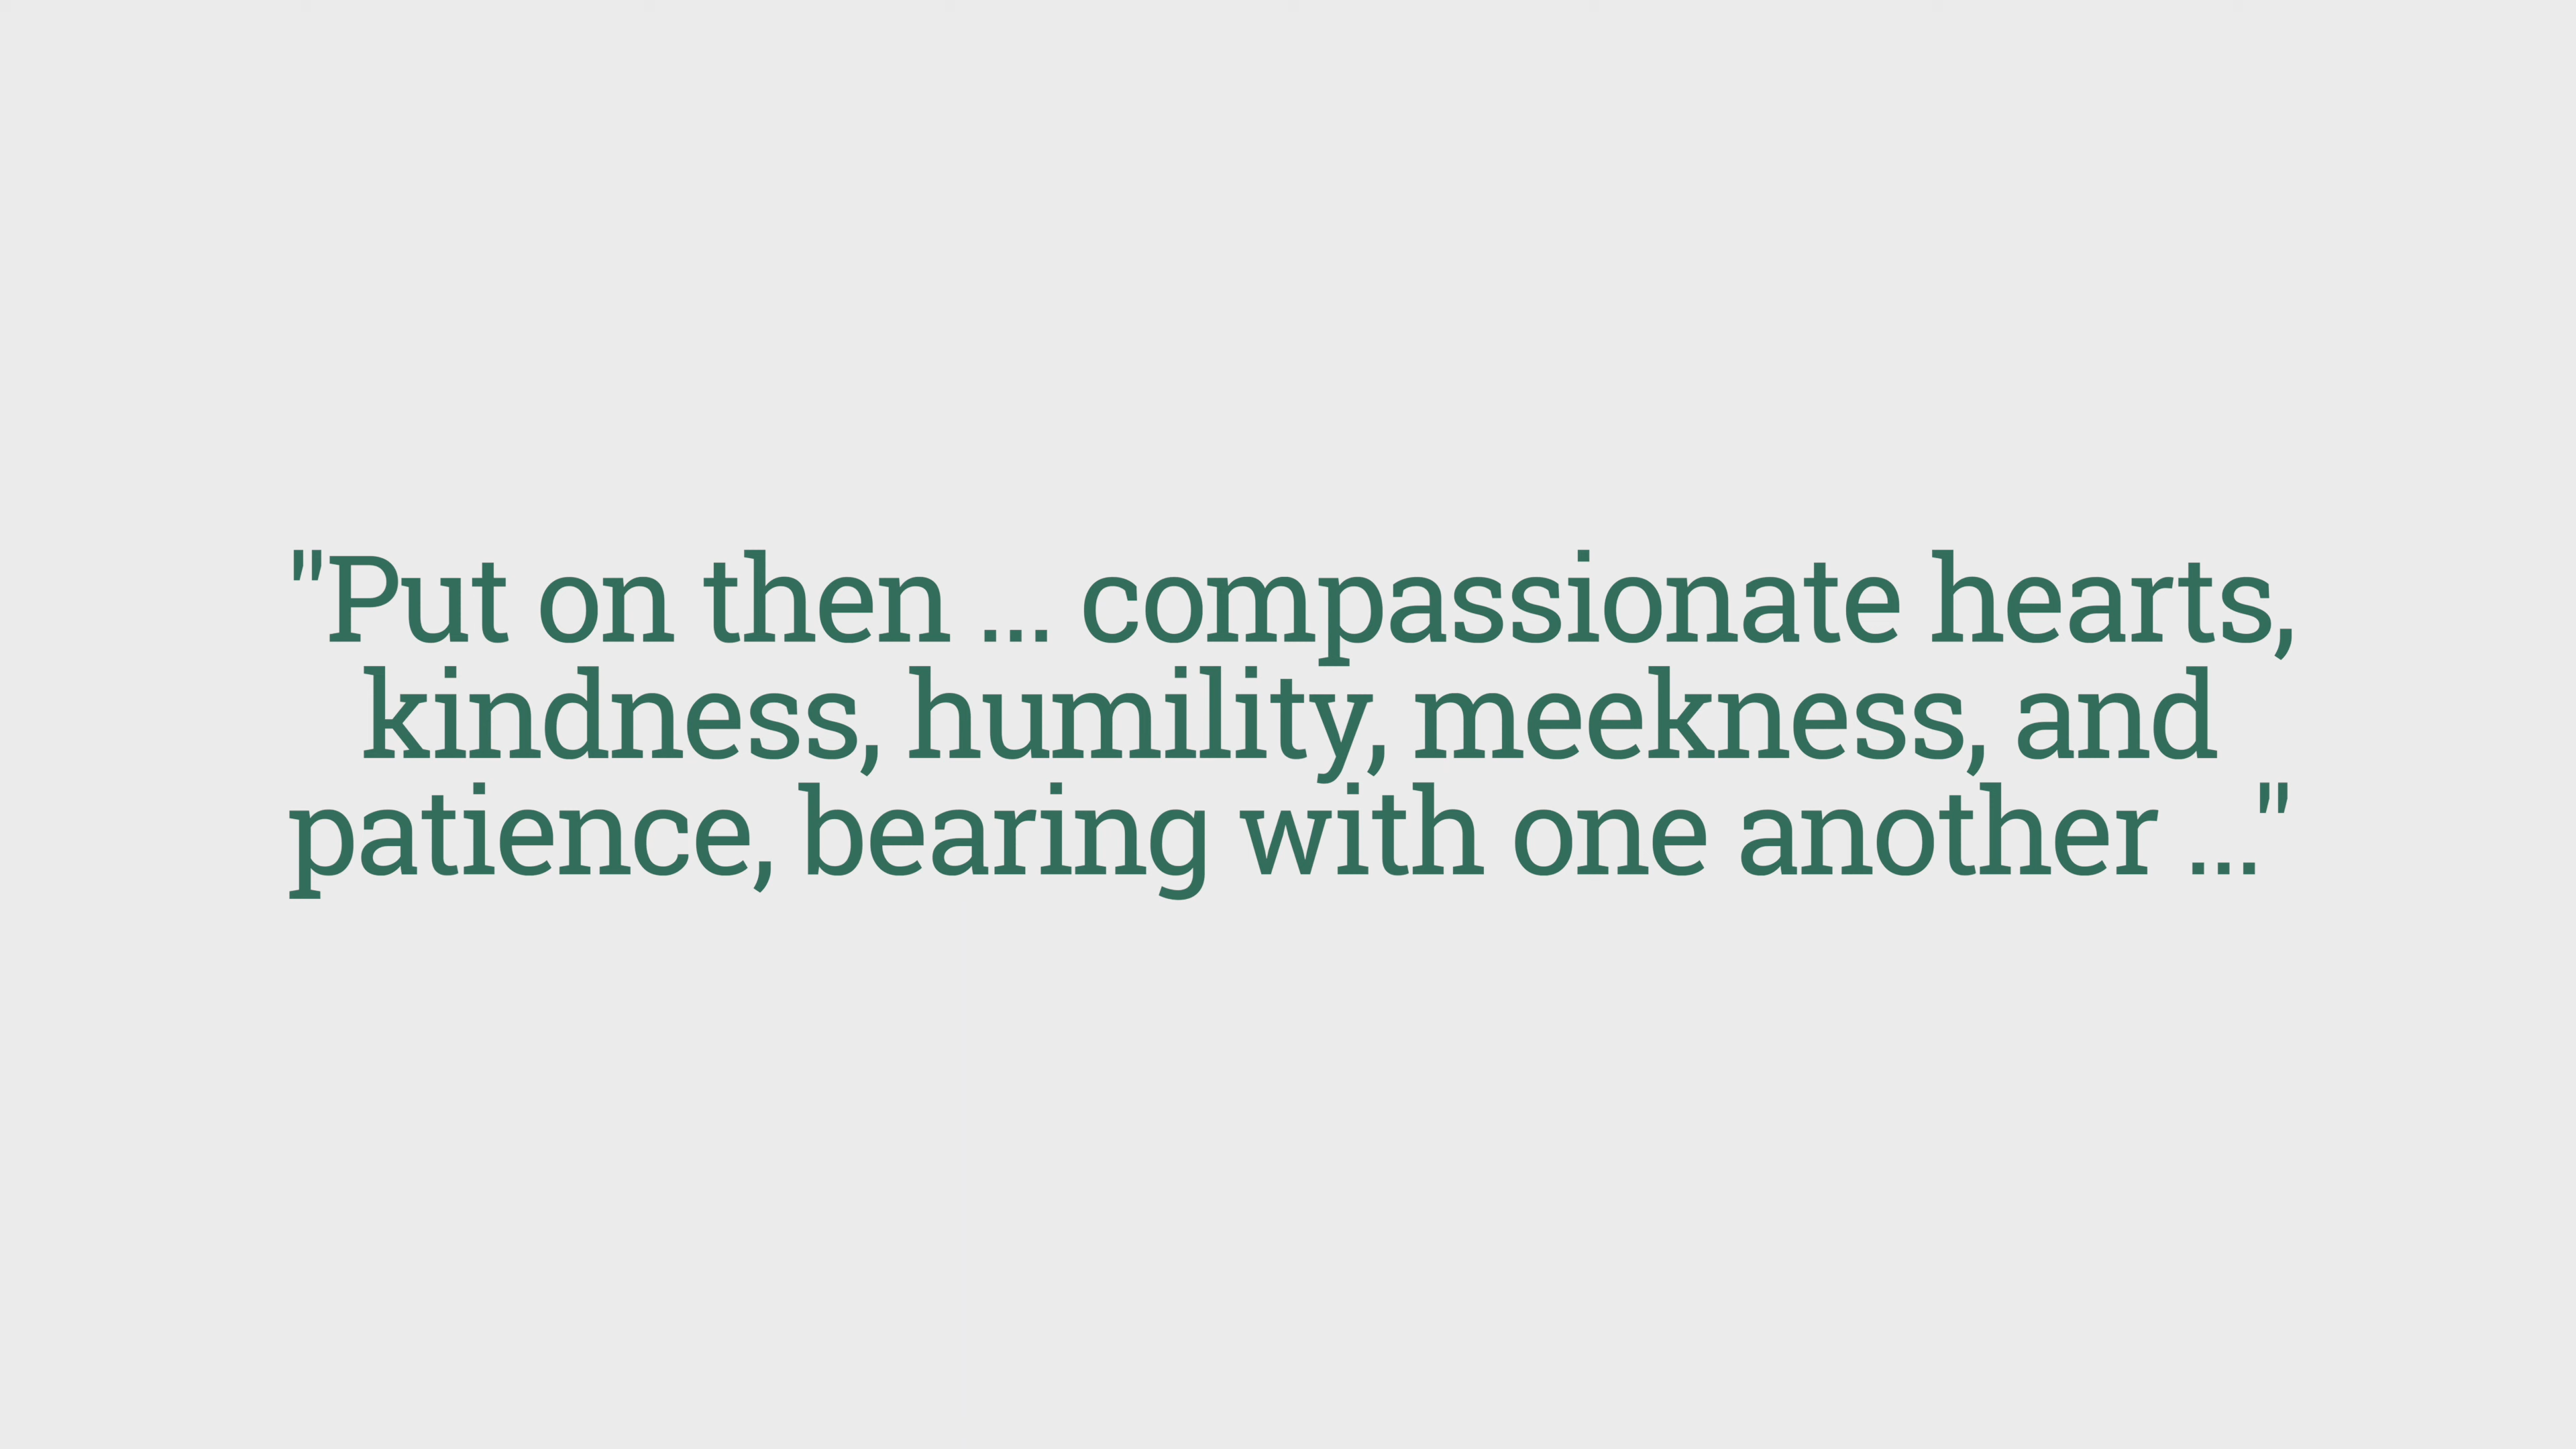 "Put on then ... compassionate hearts,
kindness, humility, meekness, and
patience, bearing with one another ..."